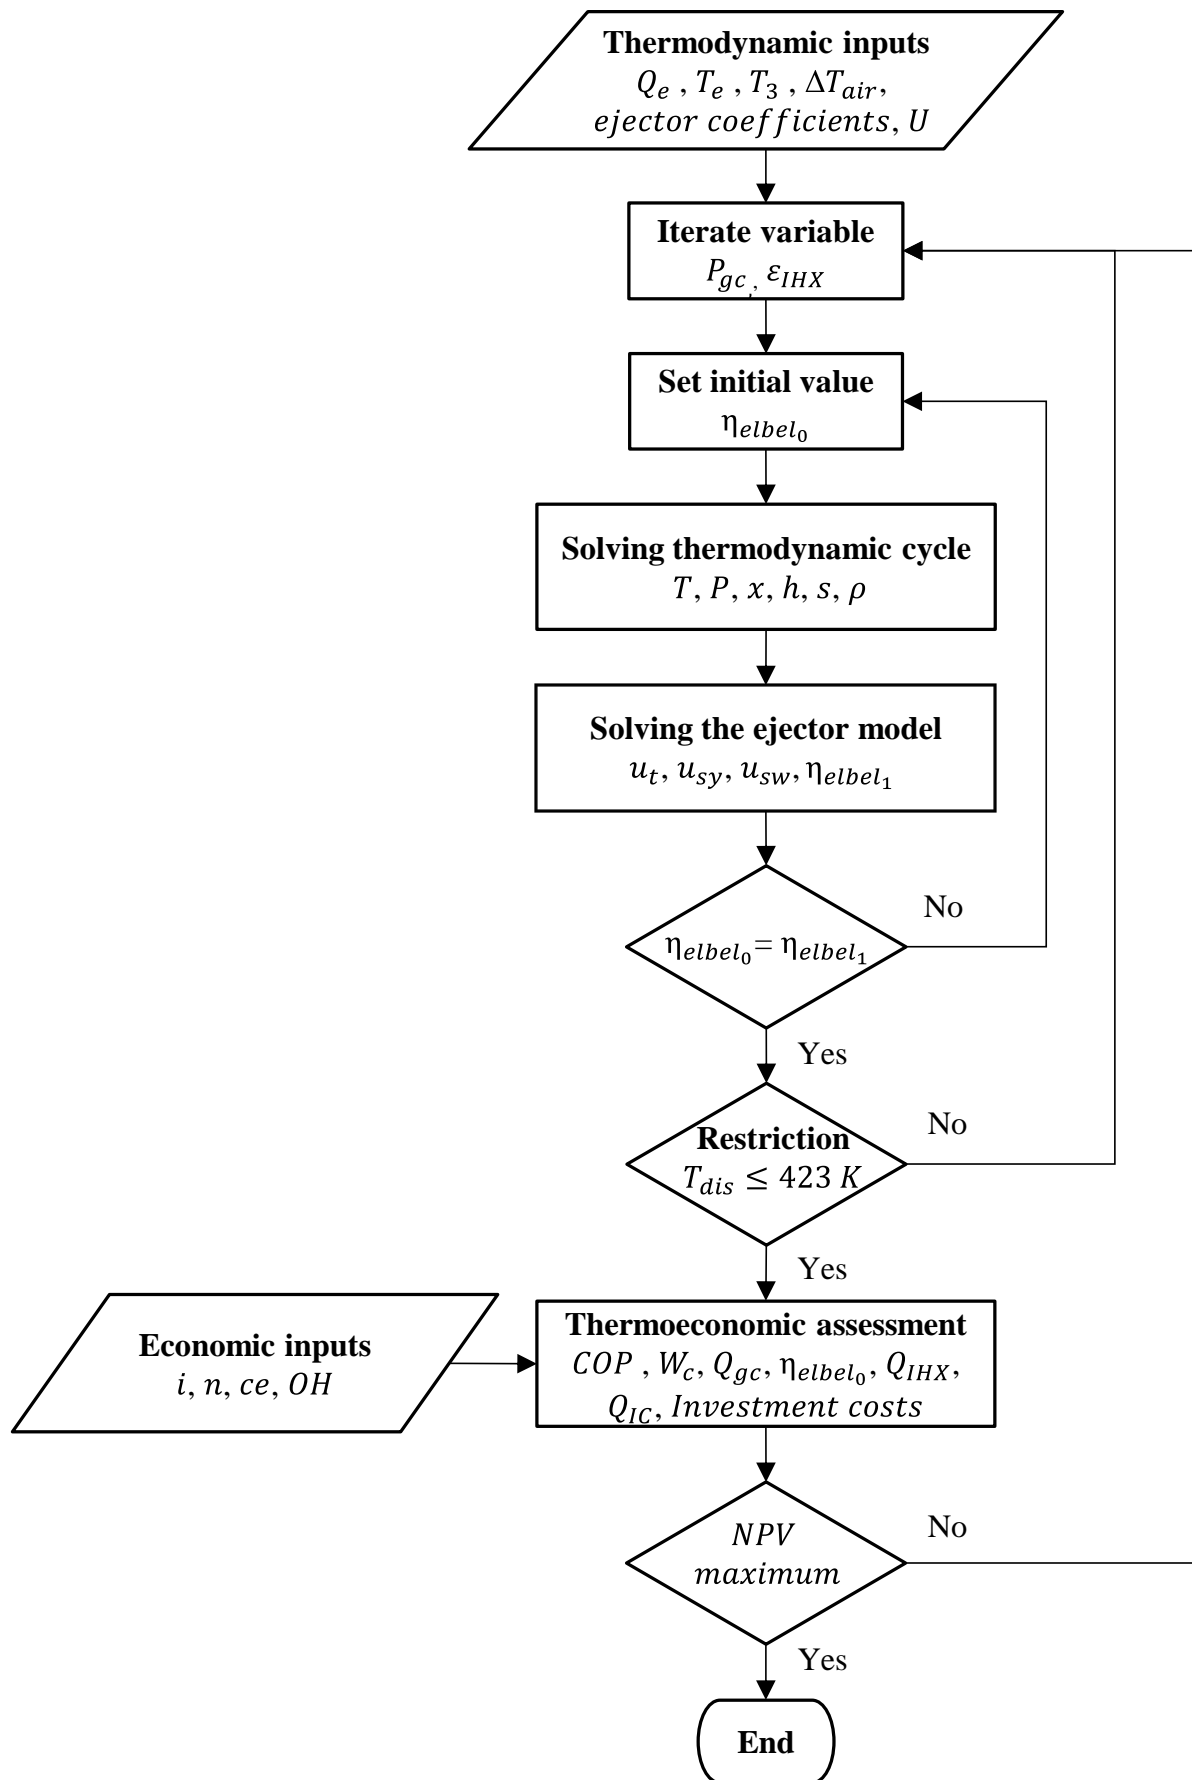 Thermodynamic inputs
Q_e , T_e , T_3 , ΔT_air,
ejector coefficients, U
Iterate variable
P_gc, ε_IHX
Set initial value
η_elbel_0
Solving thermodynamic cycle
T, P, x, h, s, ρ
Solving the ejector model
u_t, u_sy, u_sw, η_elbel_1
No
η_elbel_0 = η_elbel_1
Yes
No
Restriction
T_dis ≤ 423 K
Yes
Economic inputs
i, n, ce, OH
Thermoeconomic assessment
COP , W_c, Q_gc, η_elbel_0, Q_IHX,
Q_IC, Investment costs
No
NPV
maximum
Yes
End